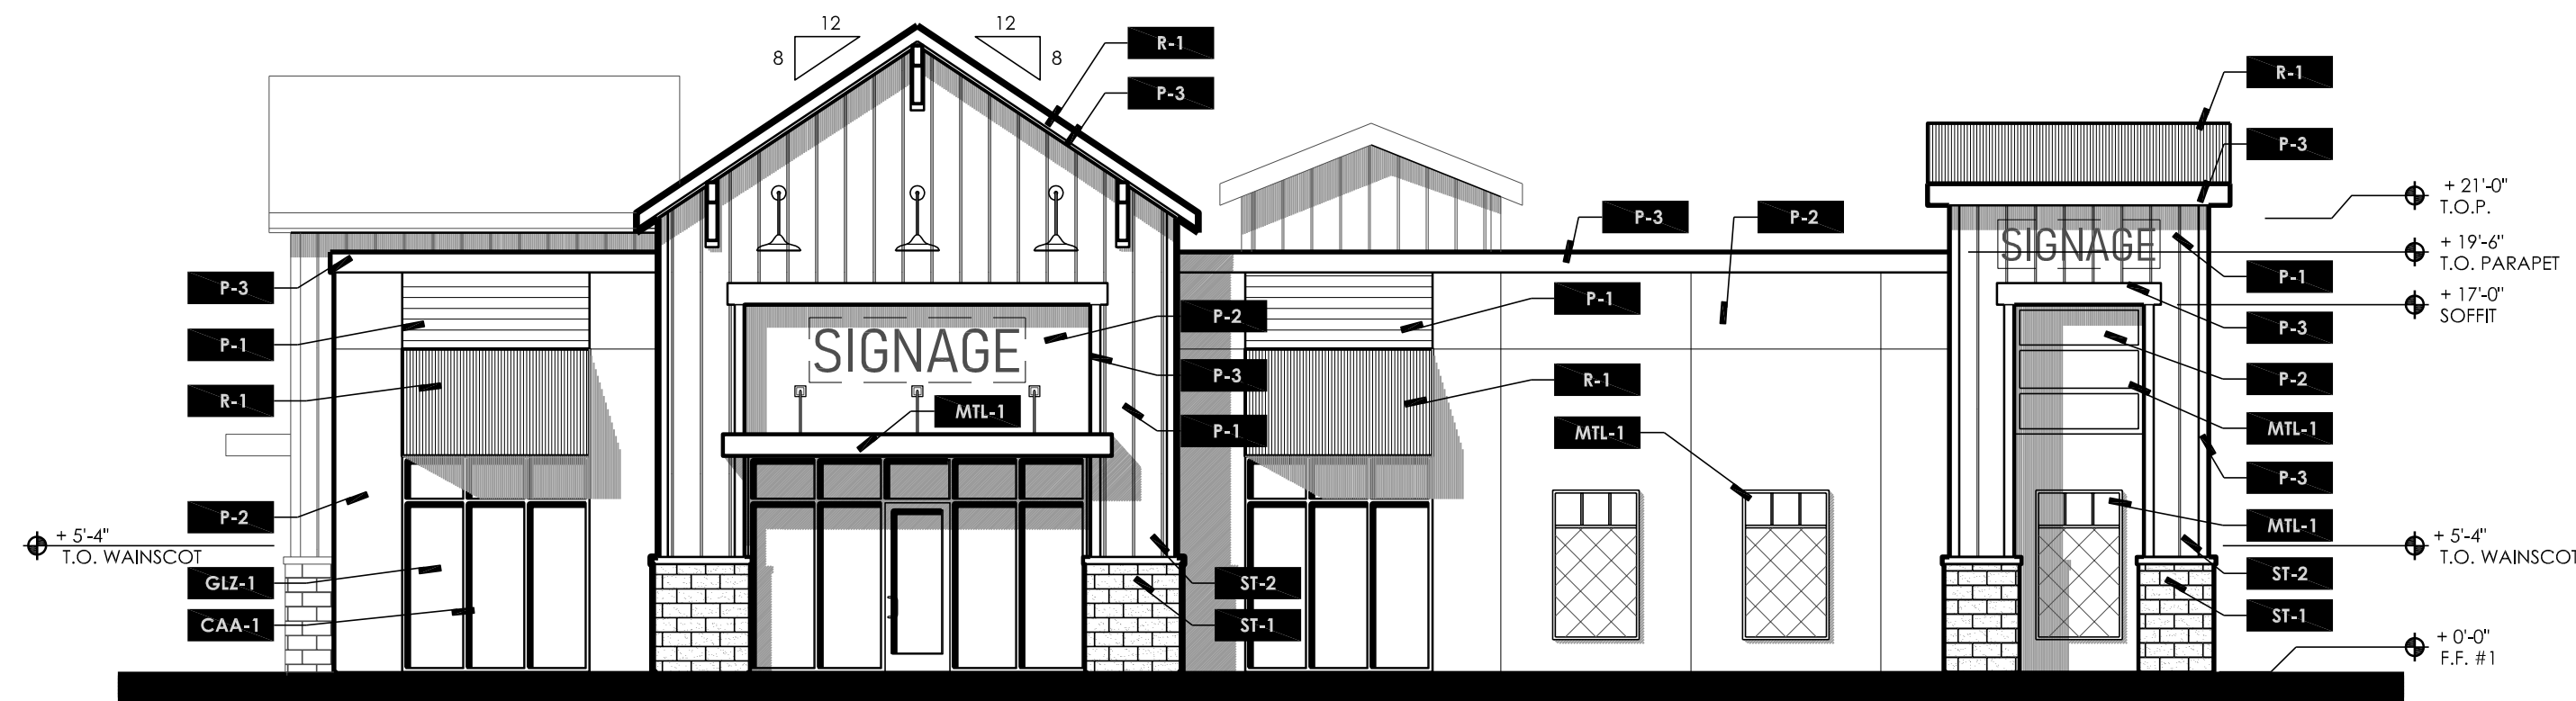 12
12
8
8
R-1
P-3
R-1
P-3
+ 21'-0"
T.O.P.
P-3
P-2
SIGNAGE
+ 19'-6"
T.O. PARAPET
P-3
P-1
P-1
+ 17'-0"
SOFFIT
P-2
P-3
P-1
SIGNAGE
P-3
R-1
P-2
R-1
MTL-1
P-1
MTL-1
MTL-1
P-3
P-2
MTL-1
+ 5'-4"
T.O. WAINSCOT
+ 5'-4"
T.O. WAINSCOT
GLZ-1
ST-2
ST-2
CAA-1
ST-1
ST-1
+ 0'-0"
F.F. #1